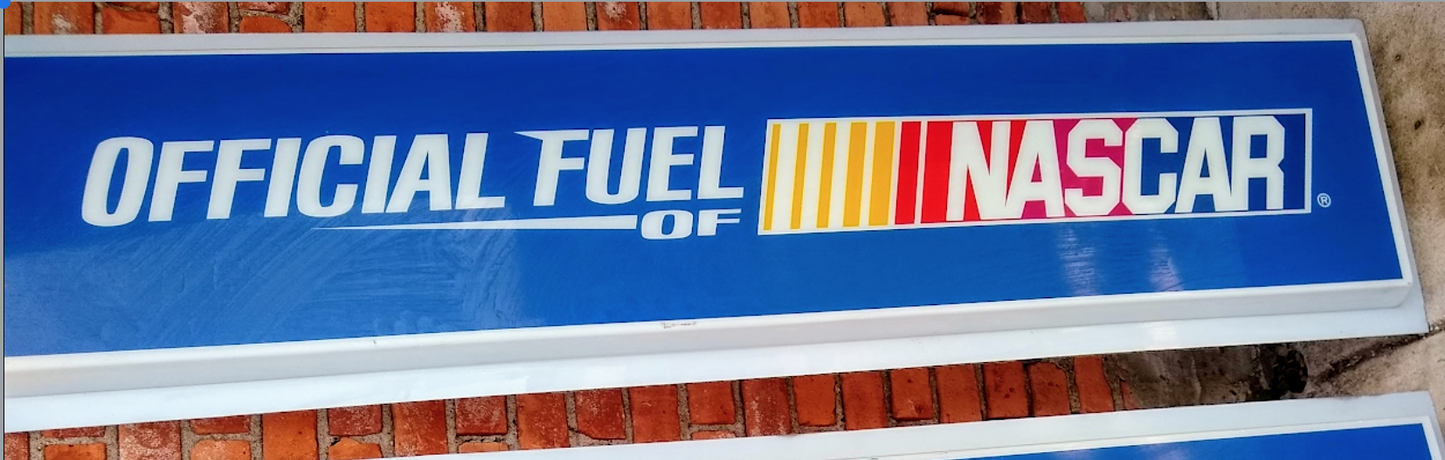 OFFICIAL FUEL
OF
NASCAR®